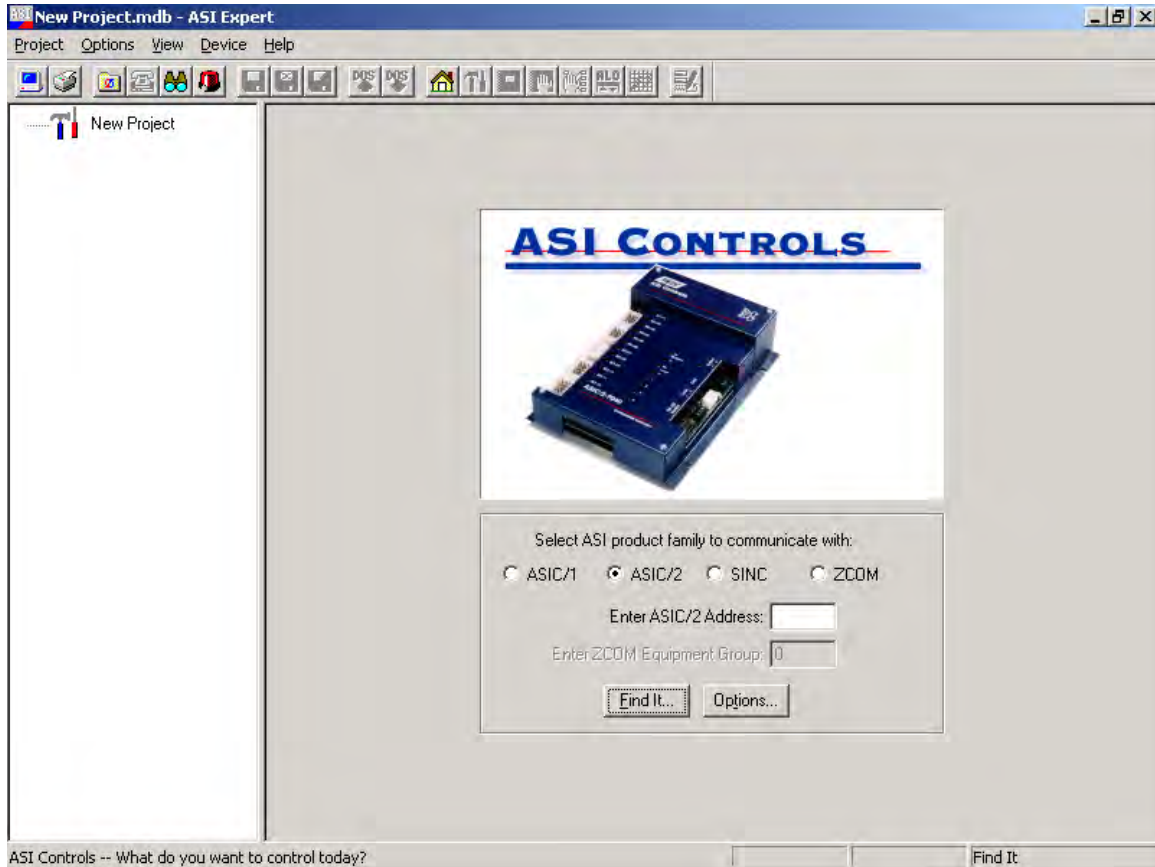 New Project.mdb - ASI Expert
Project Options View Device Help
DOS DOS
New Project
ASI CONTROLS
Select ASI product family to communicate with:
ASIC/1 ASIC/2 SINC ZCOM
Enter ASIC/2 Address:
Enter ZCOM Equipment Group: 0
Find It... Options...
ASI Controls -- What do you want to control today? Find It